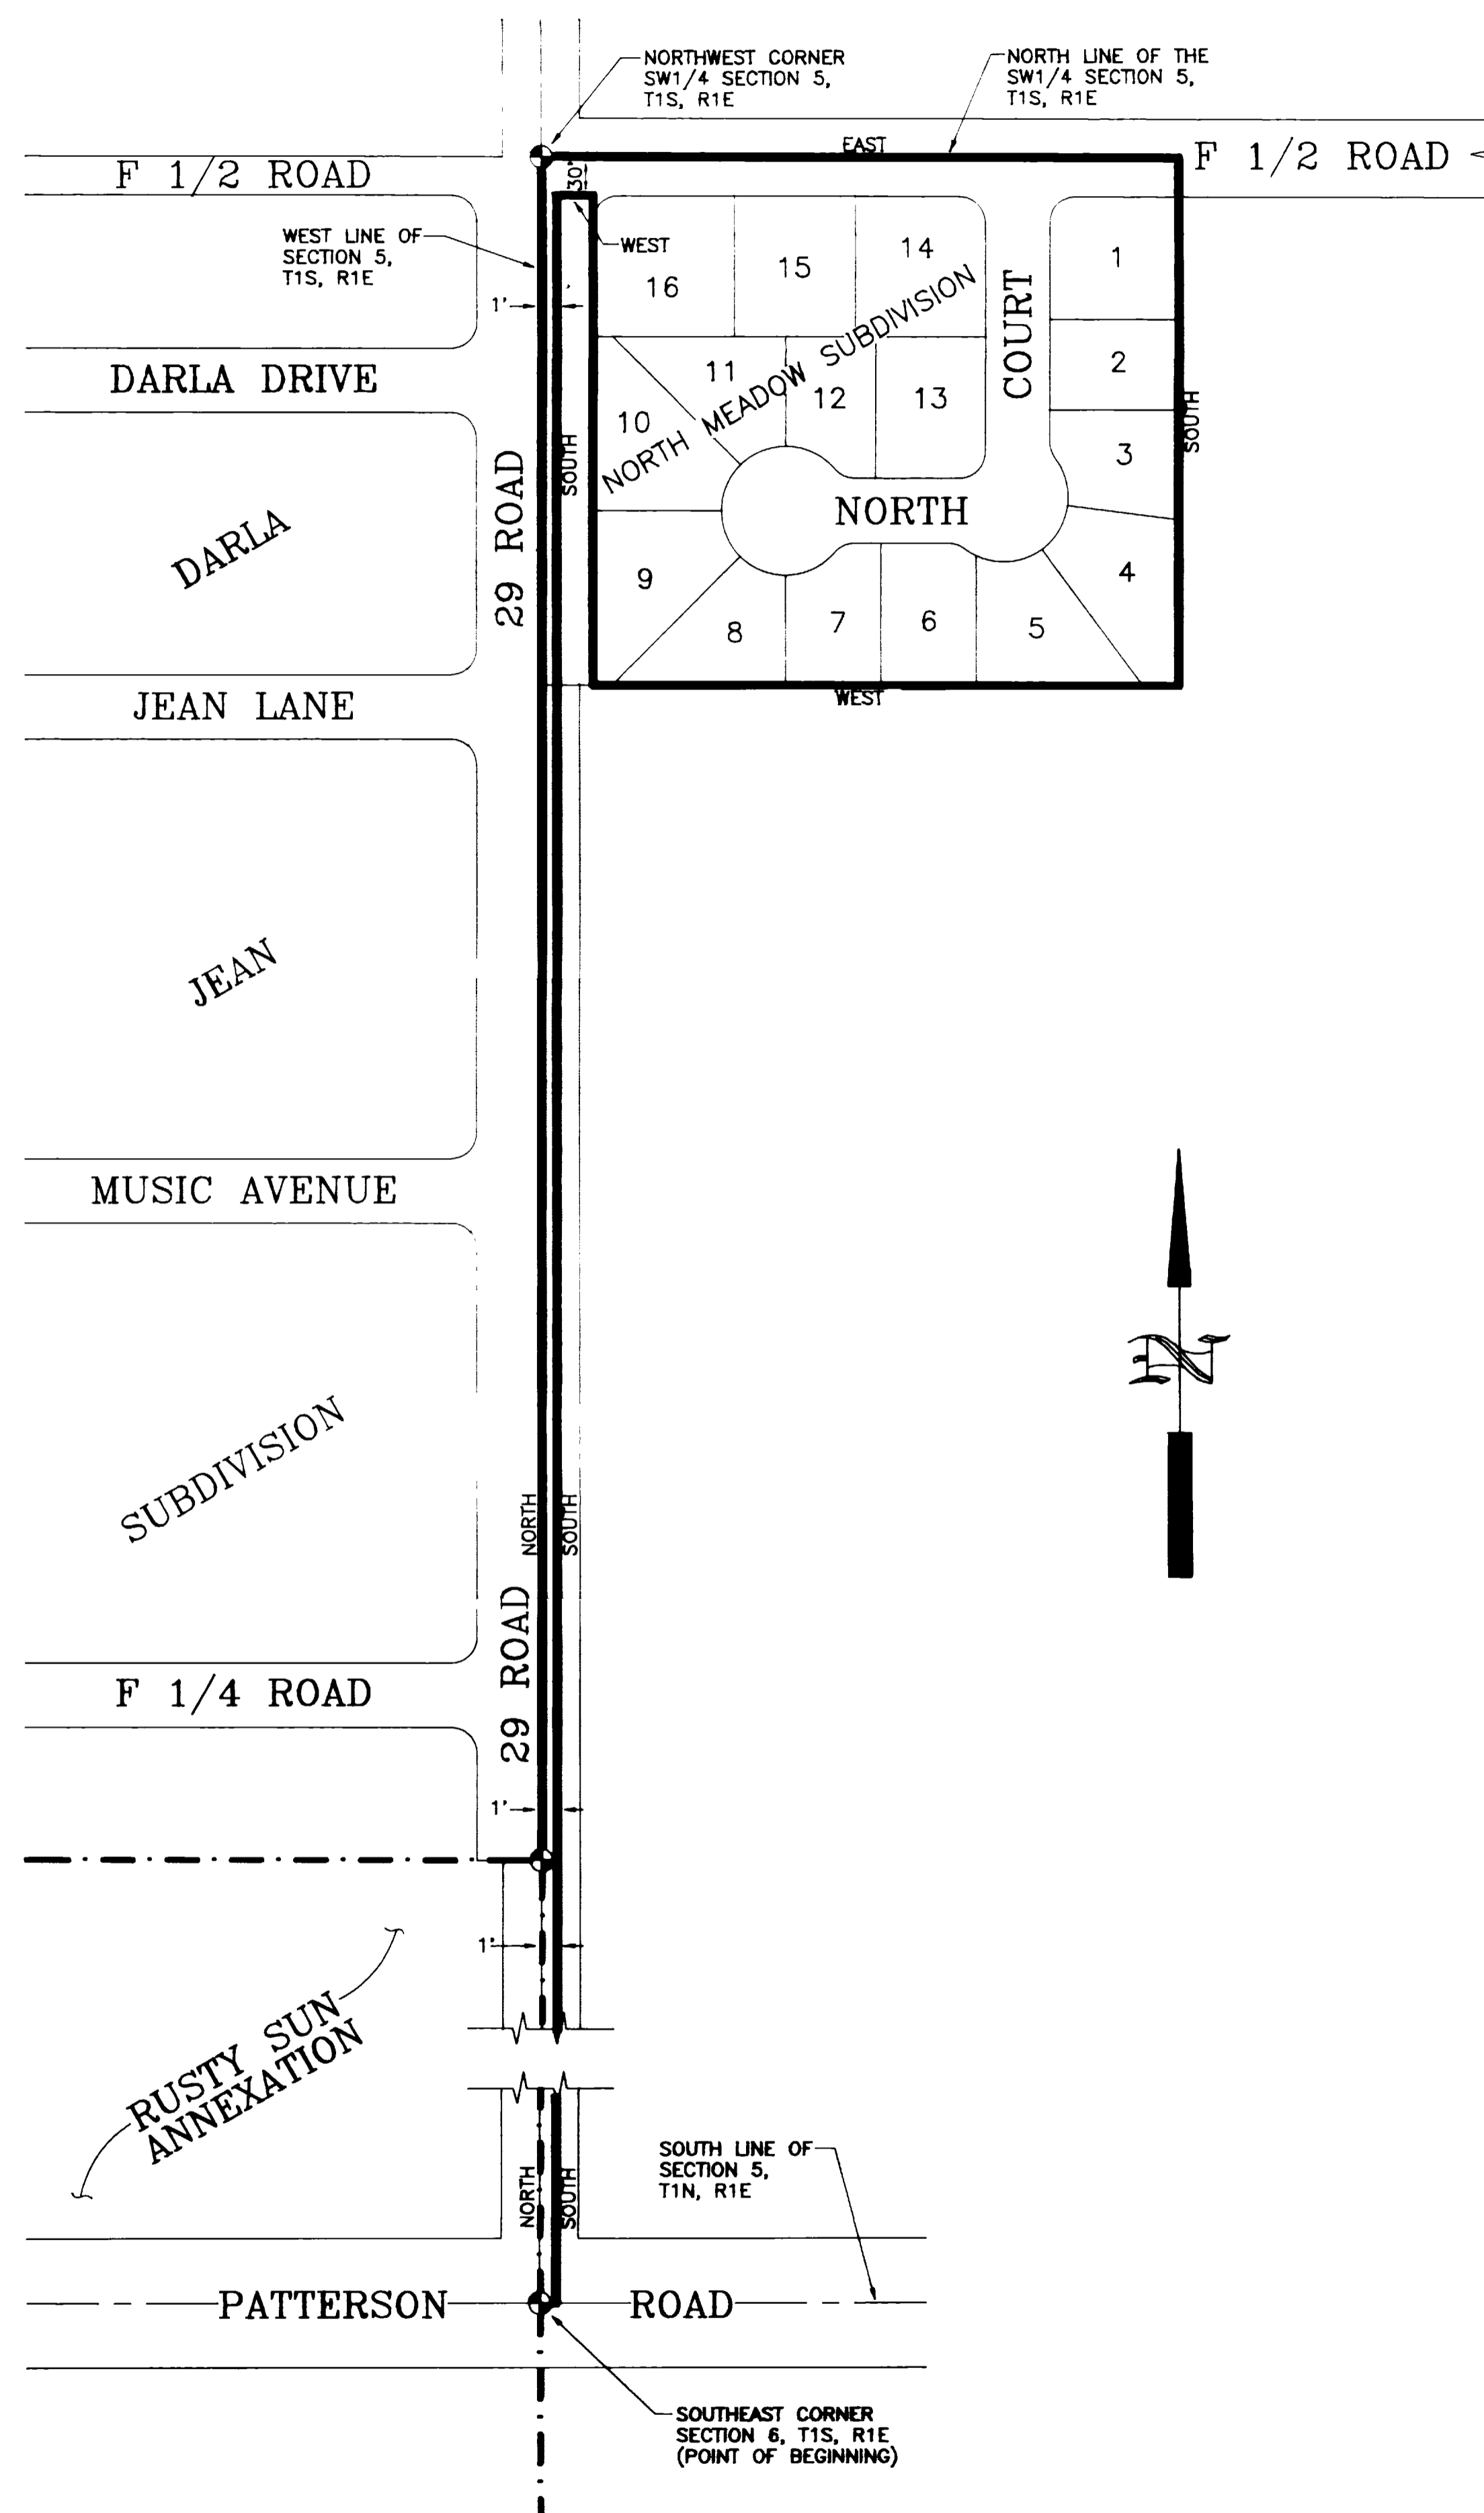 NORTHWEST CORNER
SW1/4 SECTION 5,
T1S, R1E
NORTH LINE OF THE
SW1/4 SECTION 5,
T1S, R1E
F 1/2 ROAD
EAST
F 1/2 ROAD
30'
WEST LINE OF
SECTION 5,
T1S, R1E
WEST
1'
16
15
14
1
2
3
4
5
6
7
8
9
10
11
12
13
NORTH MEADOW SUBDIVISION
COURT
NORTH
SOUTH
SOUTH
WEST
DARLA DRIVE
29 ROAD
DARLA
JEAN LANE
JEAN
MUSIC AVENUE
N
SUBDIVISION
NORTH
SOUTH
29 ROAD
F 1/4 ROAD
1'
1'
RUSTY SUN
ANNEXATION
NORTH
SOUTH
SOUTH LINE OF
SECTION 5,
T1N, R1E
PATTERSON ROAD
SOUTHEAST CORNER
SECTION 6, T1S, R1E
(POINT OF BEGINNING)